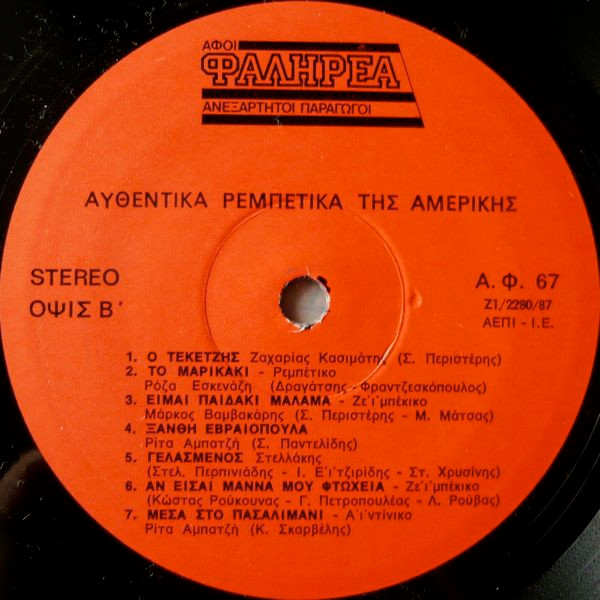 ΑΦΟΙ
ΦΑΛΗΡΕΑ
ΑΝΕΞΑΡΤΗΤΟΙ ΠΑΡΑΓΩΓΟΙ
ΑΥΘΕΝΤΙΚΑ ΡΕΜΠΕΤΙΚΑ ΤΗΣ ΑΜΕΡΙΚΗΣ
STEREO
ΟΨΙΣ Β΄
Α. Φ. 67
Ζ1/2280/87
ΑΕΠΙ - Ι.Ε.
1. Ο ΤΕΚΕΤΖΗΣ Ζαχαρίας Κασιμάτης (Σ. Περιστέρης)
2. ΤΟ ΜΑΡΙΚΑΚΙ - Ρεμπέτικο
Ρόζα Εσκενάζη (Δραγάτσης - Φραντζεσκόπουλος)
3. ΕΙΜΑΙ ΠΑΙΔΑΚΙ ΜΑΛΑΜΑ - Ζε'ι'μπέκικο
Μάρκος Βαμβακάρης (Σ. Περιστέρης - Μ. Μάτσας)
4. ΞΑΝΘΗ ΕΒΡΑΙΟΠΟΥΛΑ
Ρίτα Αμπατζή (Σ. Παντελίδης)
5. ΓΕΛΑΣΜΕΝΟΣ Στελλάκης
(Στελ. Περπινιάδης - Ι. Ε'ι'τζιρίδης - Στ. Χρυσίνης)
6. ΑΝ ΕΙΣΑΙ ΜΑΝΝΑ ΜΟΥ ΦΤΩΧΕΙΑ - Ζε'ι'μπέκικο
(Κώστας Ρούκουνας - Γ. Πετροπουλέας - Λ. Ρούβας)
7. ΜΕΣΑ ΣΤΟ ΠΑΣΑΛΙΜΑΝΙ - Α'ι'ντίνικο
Ρίτα Αμπατζή (Κ. Σκαρβέλης)